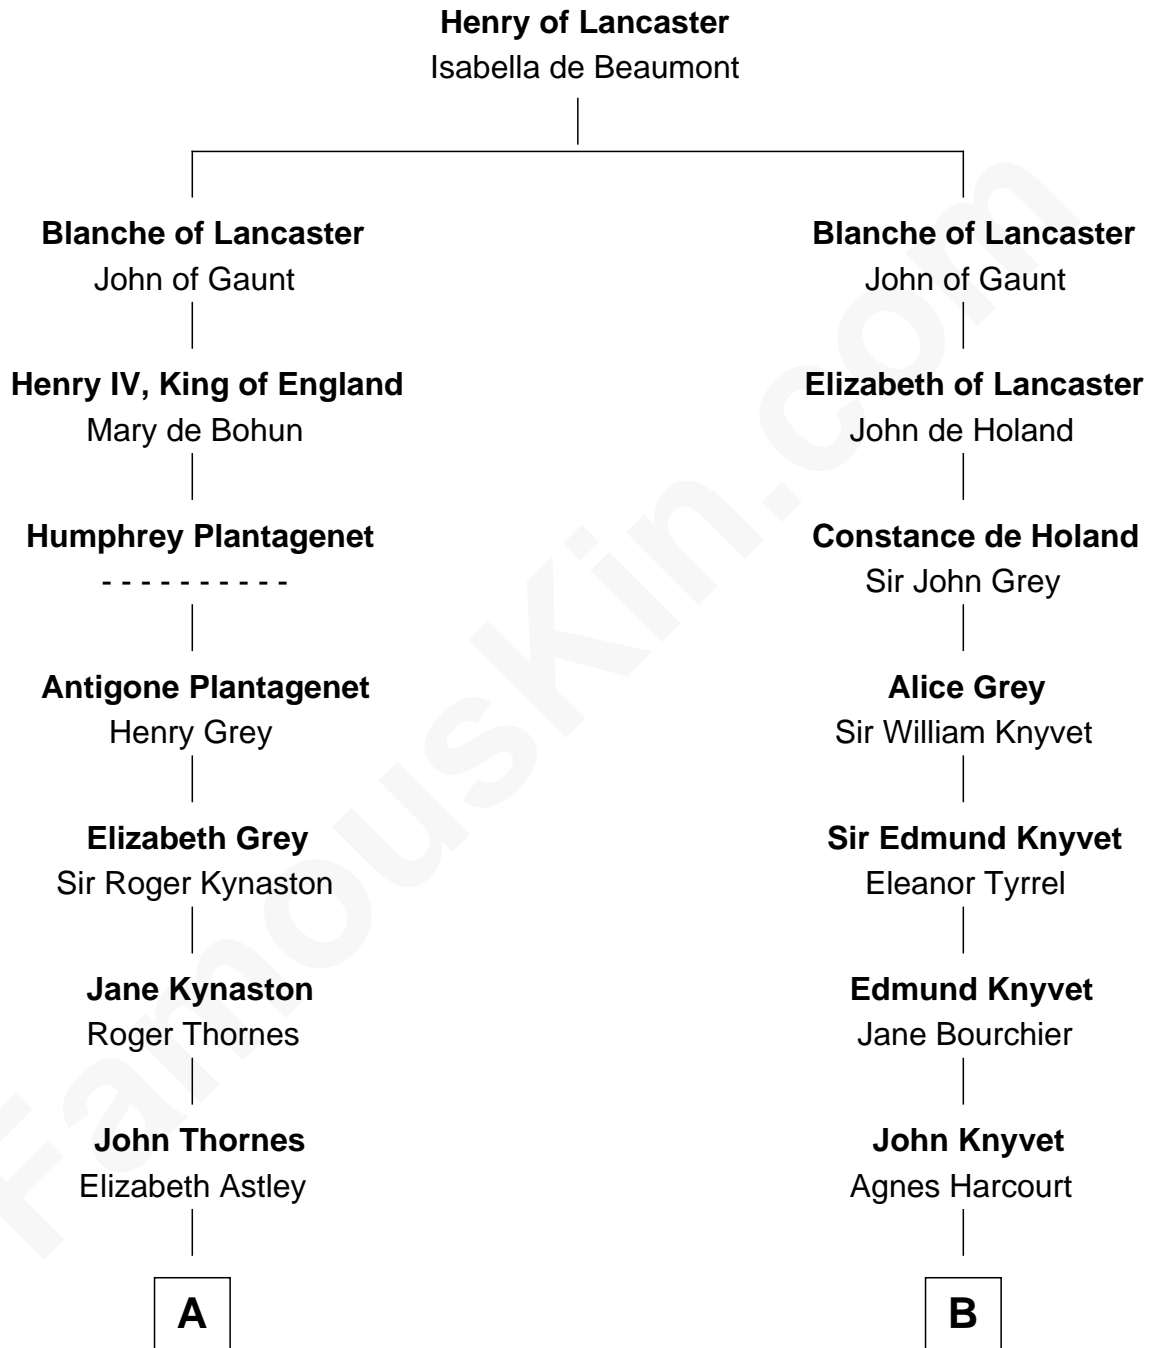 Henry of Lancaster
Isabella de Beaumont
Blanche of Lancaster
John of Gaunt
Henry IV, King of England
Mary de Bohun
Humphrey Plantagenet
- - - - - - - - - -
Antigone Plantagenet
Henry Grey
Elizabeth Grey
Sir Roger Kynaston
Jane Kynaston
Roger Thornes
John Thornes
Elizabeth Astley
A
Blanche of Lancaster
John of Gaunt
Elizabeth of Lancaster
John de Holand
Constance de Holand
Sir John Grey
Alice Grey
Sir William Knyvet
Sir Edmund Knyvet
Eleanor Tyrrel
Edmund Knyvet
Jane Bourchier
John Knyvet
Agnes Harcourt
B
FamousKin.com